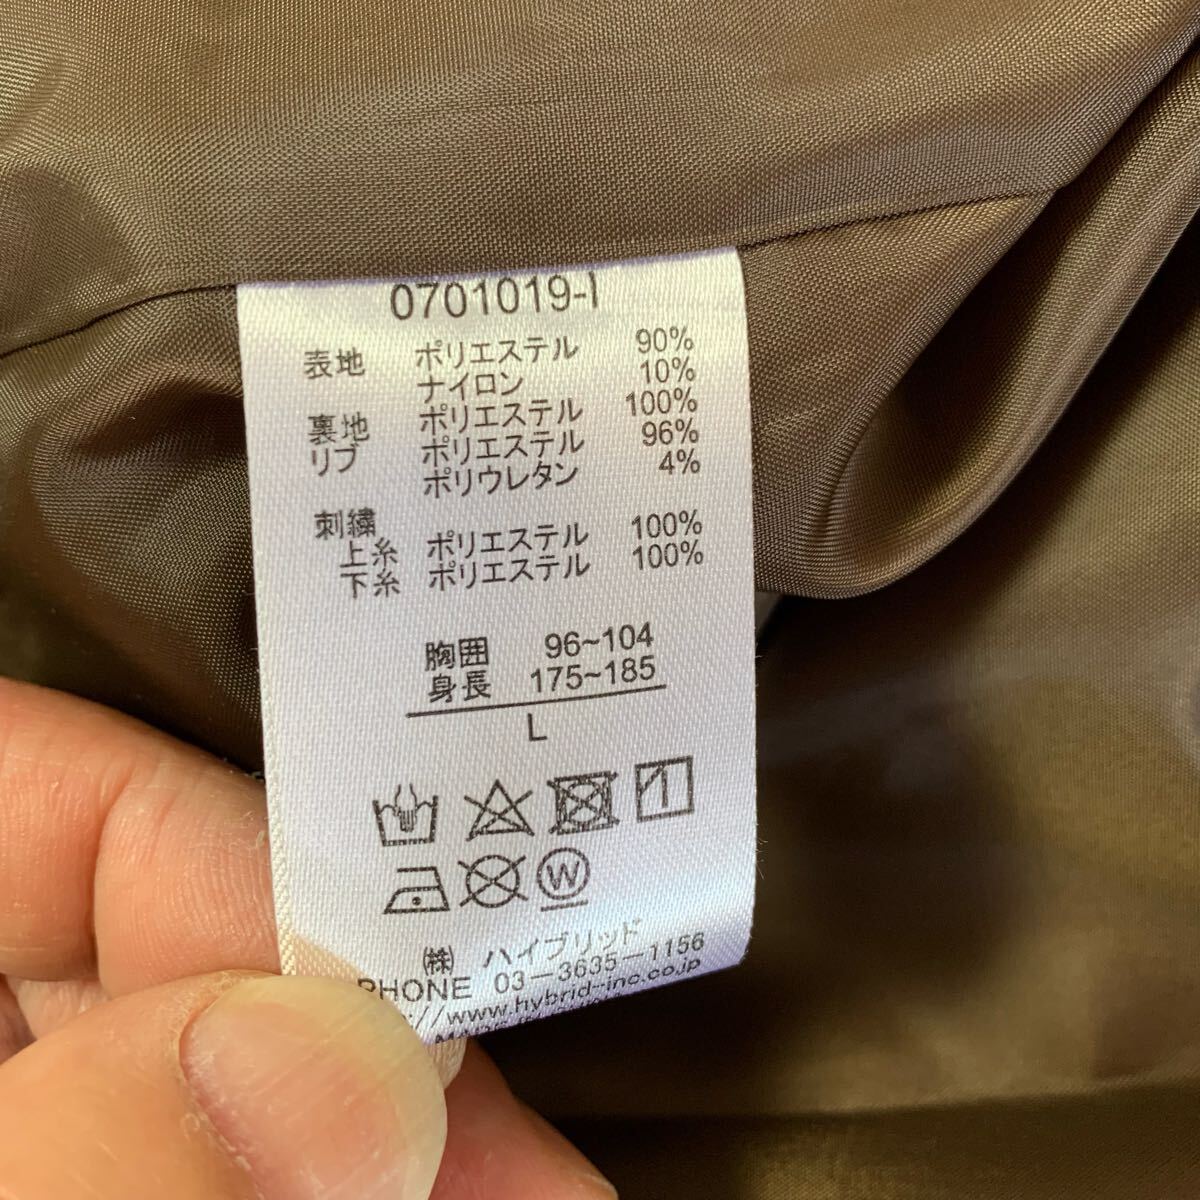 0701019-I
表地 ポリエステル 90%
ナイロン 10%
裏地 ポリエステル 100%
リブ ポリエステル 96%
ポリウレタン 4%
刺繍
上糸 ポリエステル 100%
下糸 ポリエステル 100%
胸囲 96~104
身長 175~185
L
1
W
㈱ ハイブリッド
PHONE 03-3635-1156
://www.hybrid-inc.co.jp